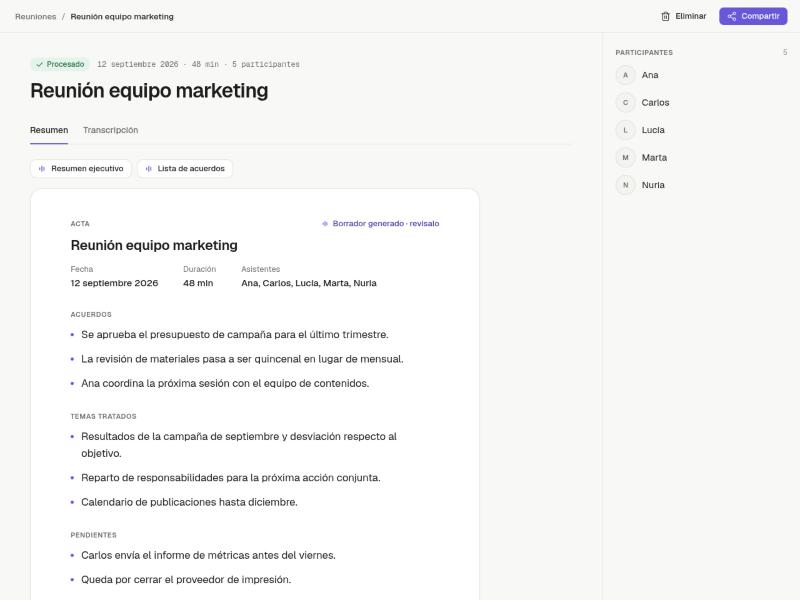 Reuniones / Reunión equipo marketing
Eliminar
Compartir
Procesado 12 septiembre 2026 · 48 min · 5 participantes
Reunión equipo marketing
Resumen Transcripción
Resumen ejecutivo Lista de acuerdos
ACTA Borrador generado · revísalo
Reunión equipo marketing
Fecha Duración Asistentes
12 septiembre 2026 48 min Ana, Carlos, Lucía, Marta, Nuria
ACUERDOS
• Se aprueba el presupuesto de campaña para el último trimestre.
• La revisión de materiales pasa a ser quincenal en lugar de mensual.
• Ana coordina la próxima sesión con el equipo de contenidos.
TEMAS TRATADOS
• Resultados de la campaña de septiembre y desviación respecto al
objetivo.
• Reparto de responsabilidades para la próxima acción conjunta.
• Calendario de publicaciones hasta diciembre.
PENDIENTES
• Carlos envía el informe de métricas antes del viernes.
• Queda por cerrar el proveedor de impresión.
PARTICIPANTES 5
A Ana
C Carlos
L Lucía
M Marta
N Nuria